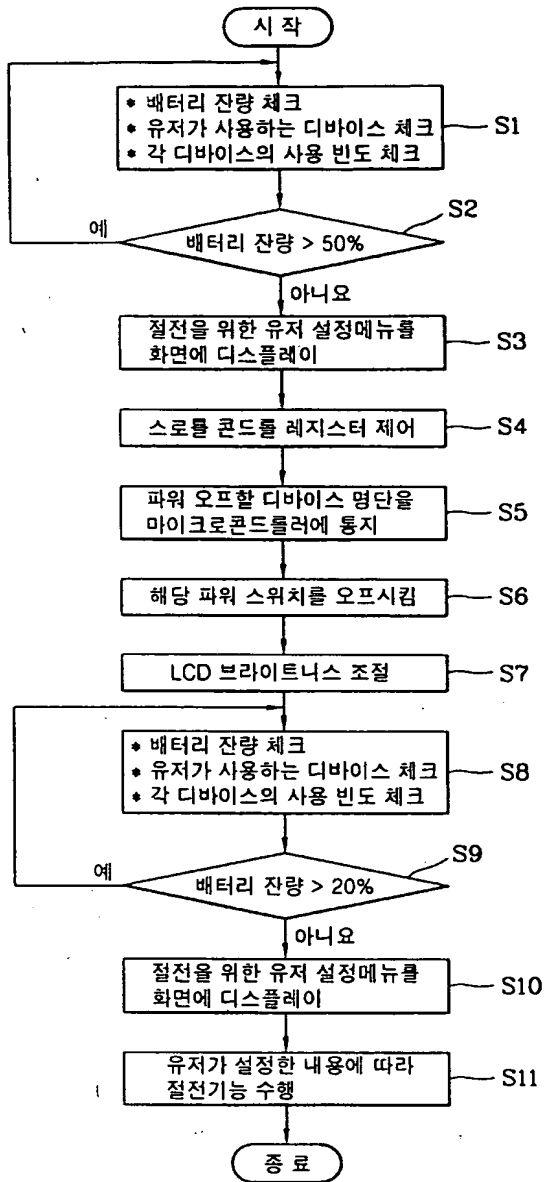 시 작
* 배터리 잔량 체크
* 유저가 사용하는 디바이스 체크
* 각 디바이스의 사용 빈도 체크
S1
S2
예
배터리 잔량 > 50%
아니요
절전을 위한 유저 설정메뉴를
화면에 디스플레이
S3
스로틀 콘드롤 레지스터 제어
S4
파워 오프할 디바이스 명단을
마이크로콘드롤러에 통지
S5
해당 파워 스위치를 오프시킴
S6
LCD 브라이트니스 조절
S7
* 배터리 잔량 체크
* 유저가 사용하는 디바이스 체크
* 각 디바이스의 사용 빈도 체크
S8
S9
예
배터리 잔량 > 20%
아니요
절전을 위한 유저 설정메뉴를
화면에 디스플레이
S10
유저가 설정한 내용에 따라
절전기능 수행
S11
종 료